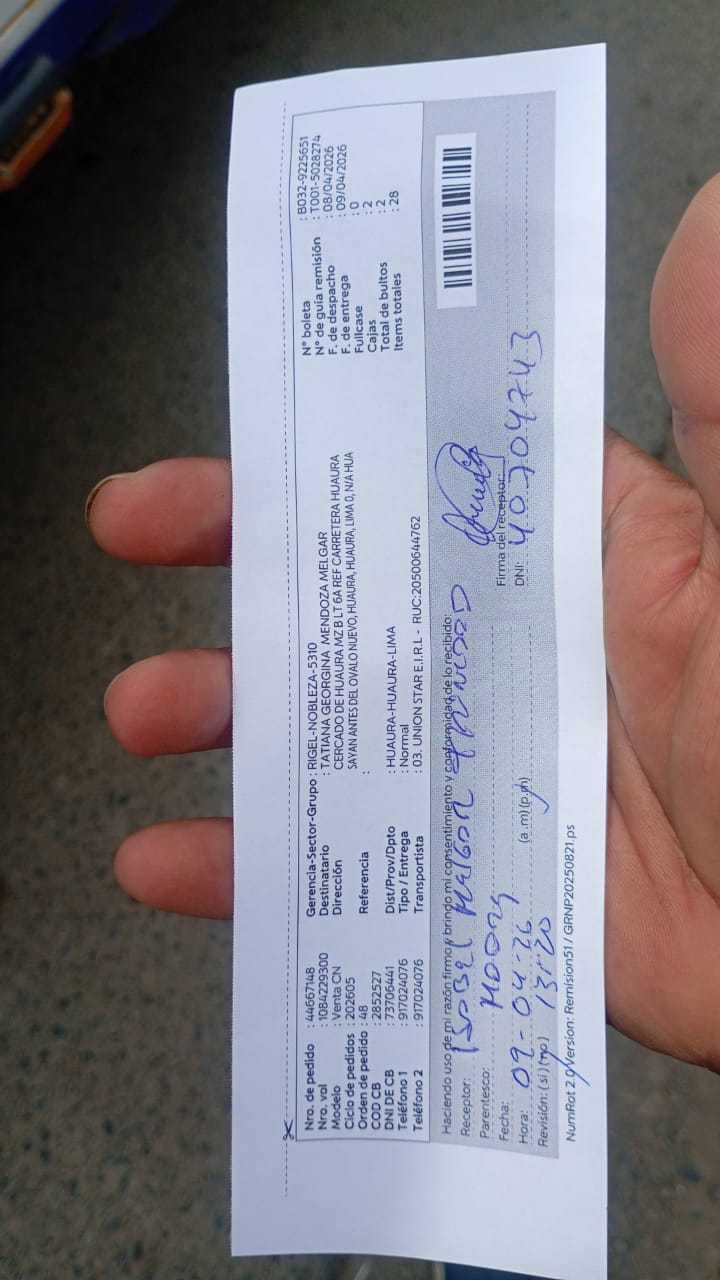 Nro. de pedido : 44667148
Nro. vol : 1084229300
Modelo : Venta CN
Ciclo de pedidos : 202605
Orden de pedido : 48
COD CB : 2852527
DNI DE CB : 73706441
Teléfono 1 : 917024076
Teléfono 2 : 917024076
Gerencia-Sector-Grupo : RIGEL-NOBLEZA-5310
Destinatario : TATIANA GEORGINA MENDOZA MELGAR
Dirección : CERCADO DE HUAURA MZ B LT 6A REF CARRETERA HUAURA
SAYAN ANTES DEL OVALO NUEVO, HUAURA, HUAURA, LIMA 0, N/A HUA
Referencia :
Dist/Prov/Dpto : HUAURA-HUAURA-LIMA
Tipo / Entrega : Normal
Transportista : 03. UNION STAR E.I.R.L - RUC:20500644762
N° boleta : B032-9225651
N° de guía remisión : T001-5028274
F. de despacho : 08/04/2026
F. de entrega : 09/04/2026
Fullcase : 0
Cajas : 2
Total de bultos : 2
Items totales : 28
Haciendo uso de mi razón firmo y brindo mi consentimiento y conformidad de lo recibido:
Receptor: Isabel Melgar Trinidad
Parentesco: Madre
Fecha: 09-04-26
Hora: 13:20 (a.m) (p.m)
Revisión: (si) (no)
Firma del receptor:
DNI: 40704743
NumRot 2.0/Version: Remision51 / GRNP20250821.ps